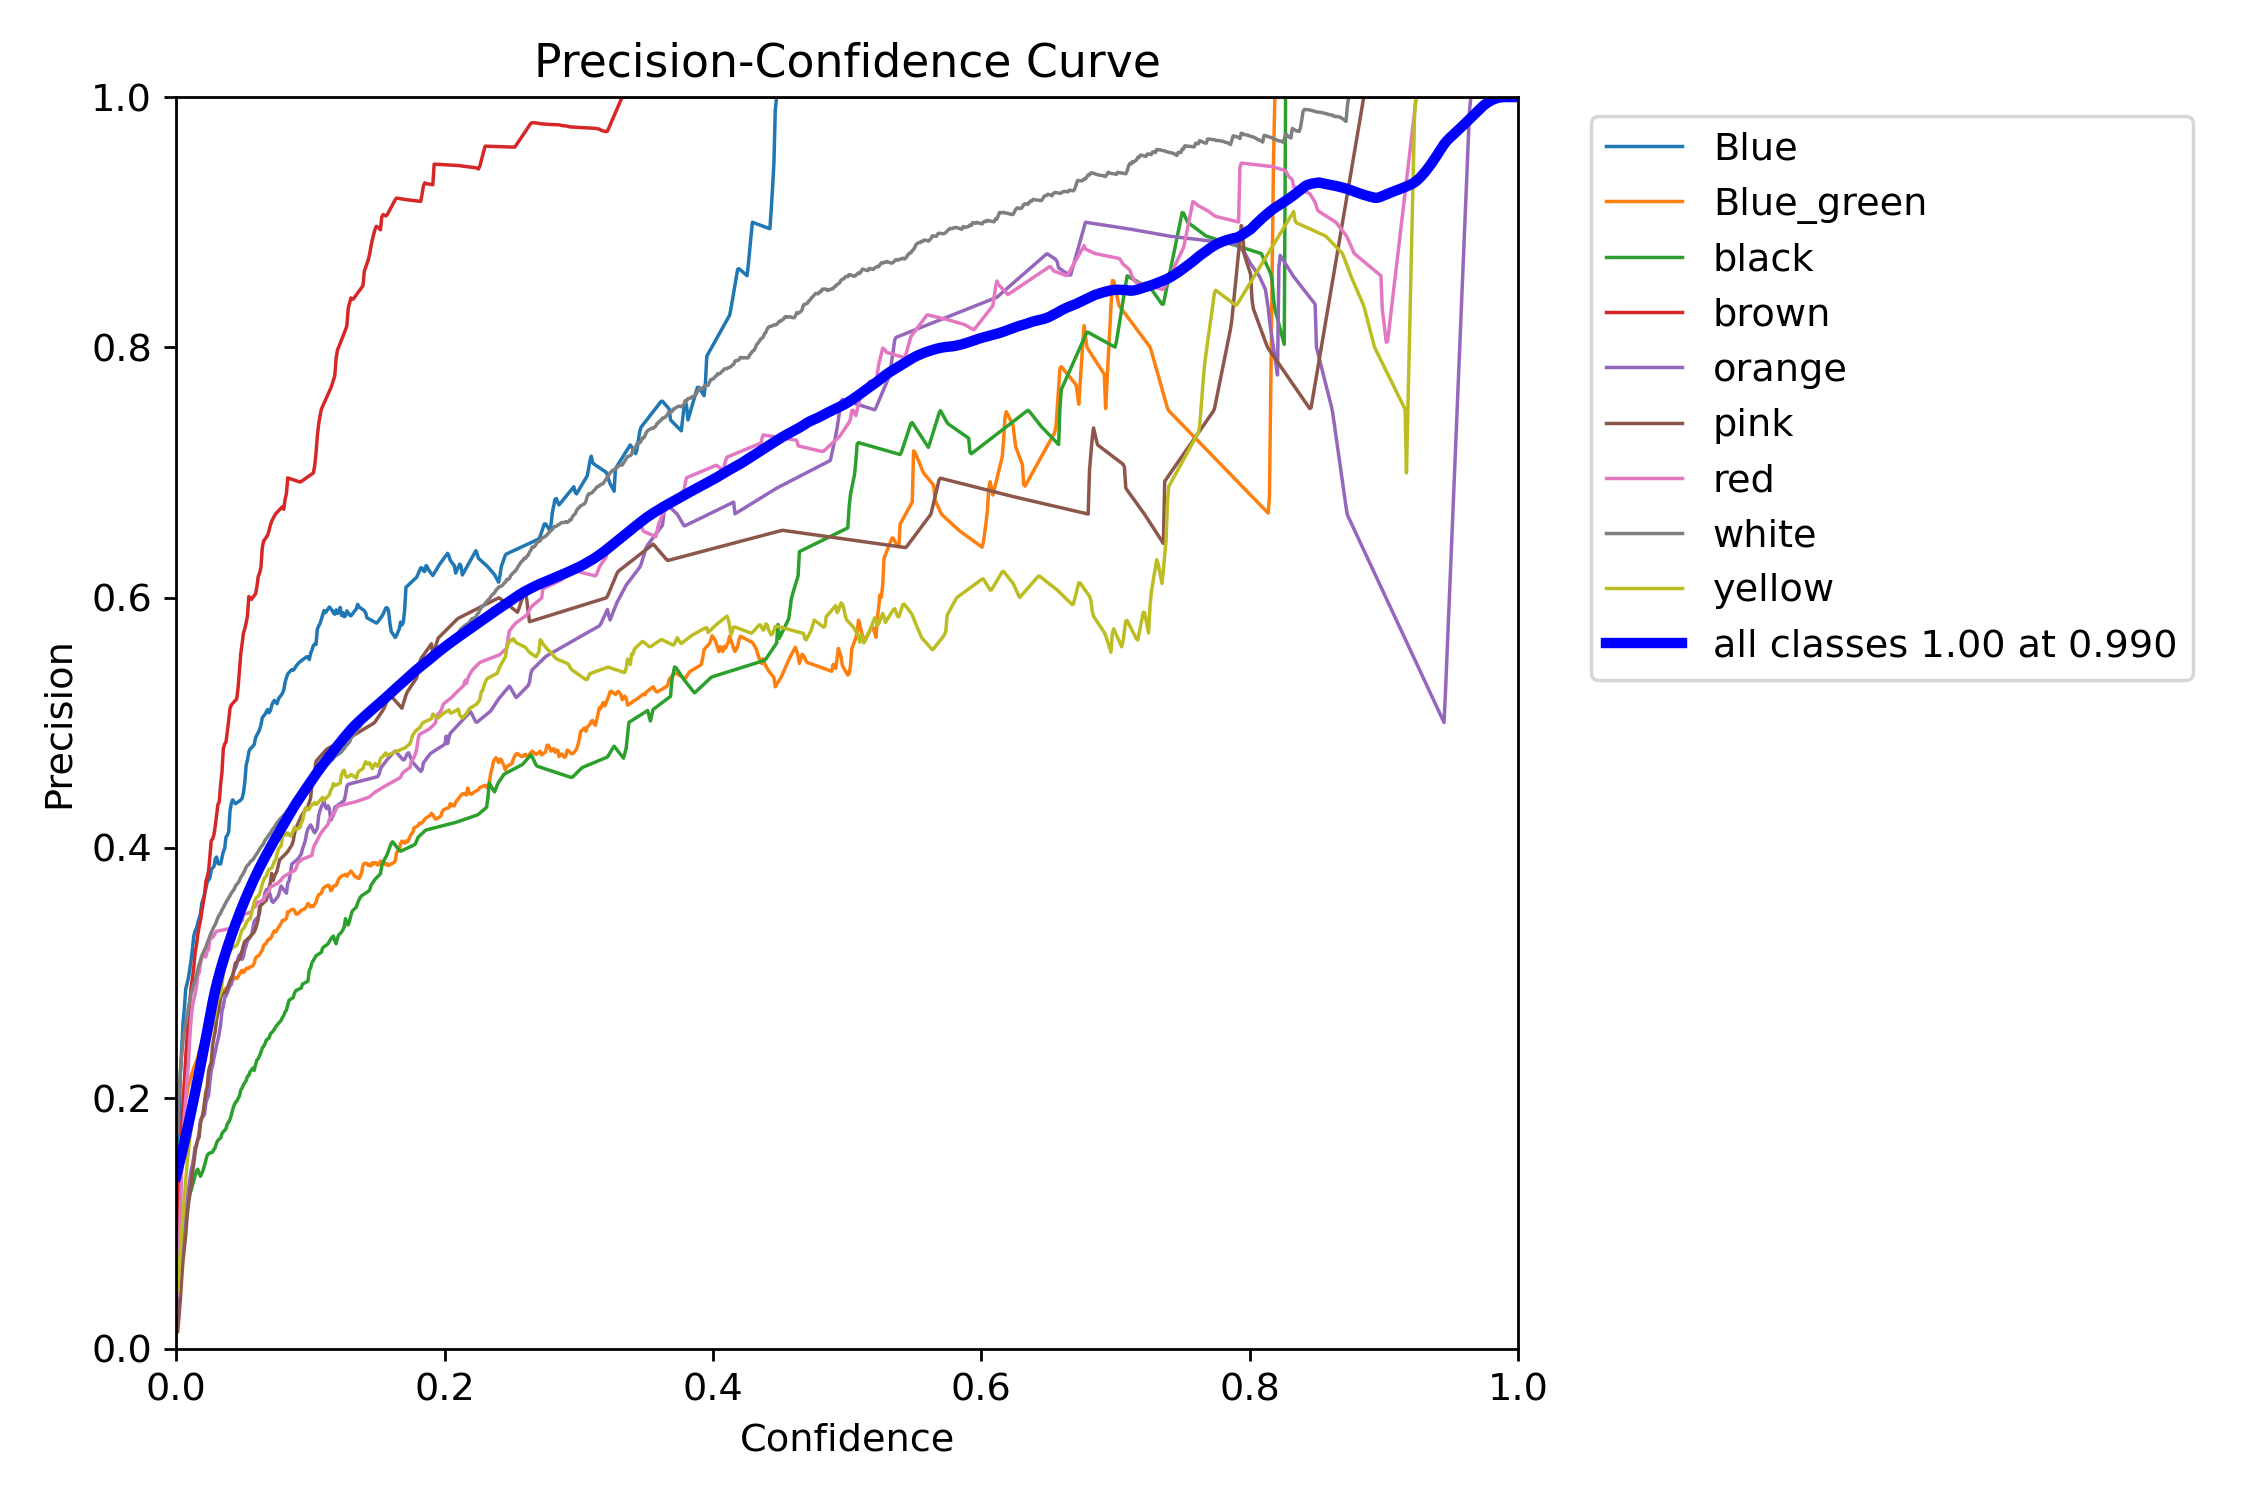 Precision-Confidence Curve
1.0
0.8
0.6
0.4
0.2
0.0
Precision
0.0 0.2 0.4 0.6 0.8 1.0
Confidence
Blue
Blue_green
black
brown
orange
pink
red
white
yellow
all classes 1.00 at 0.990